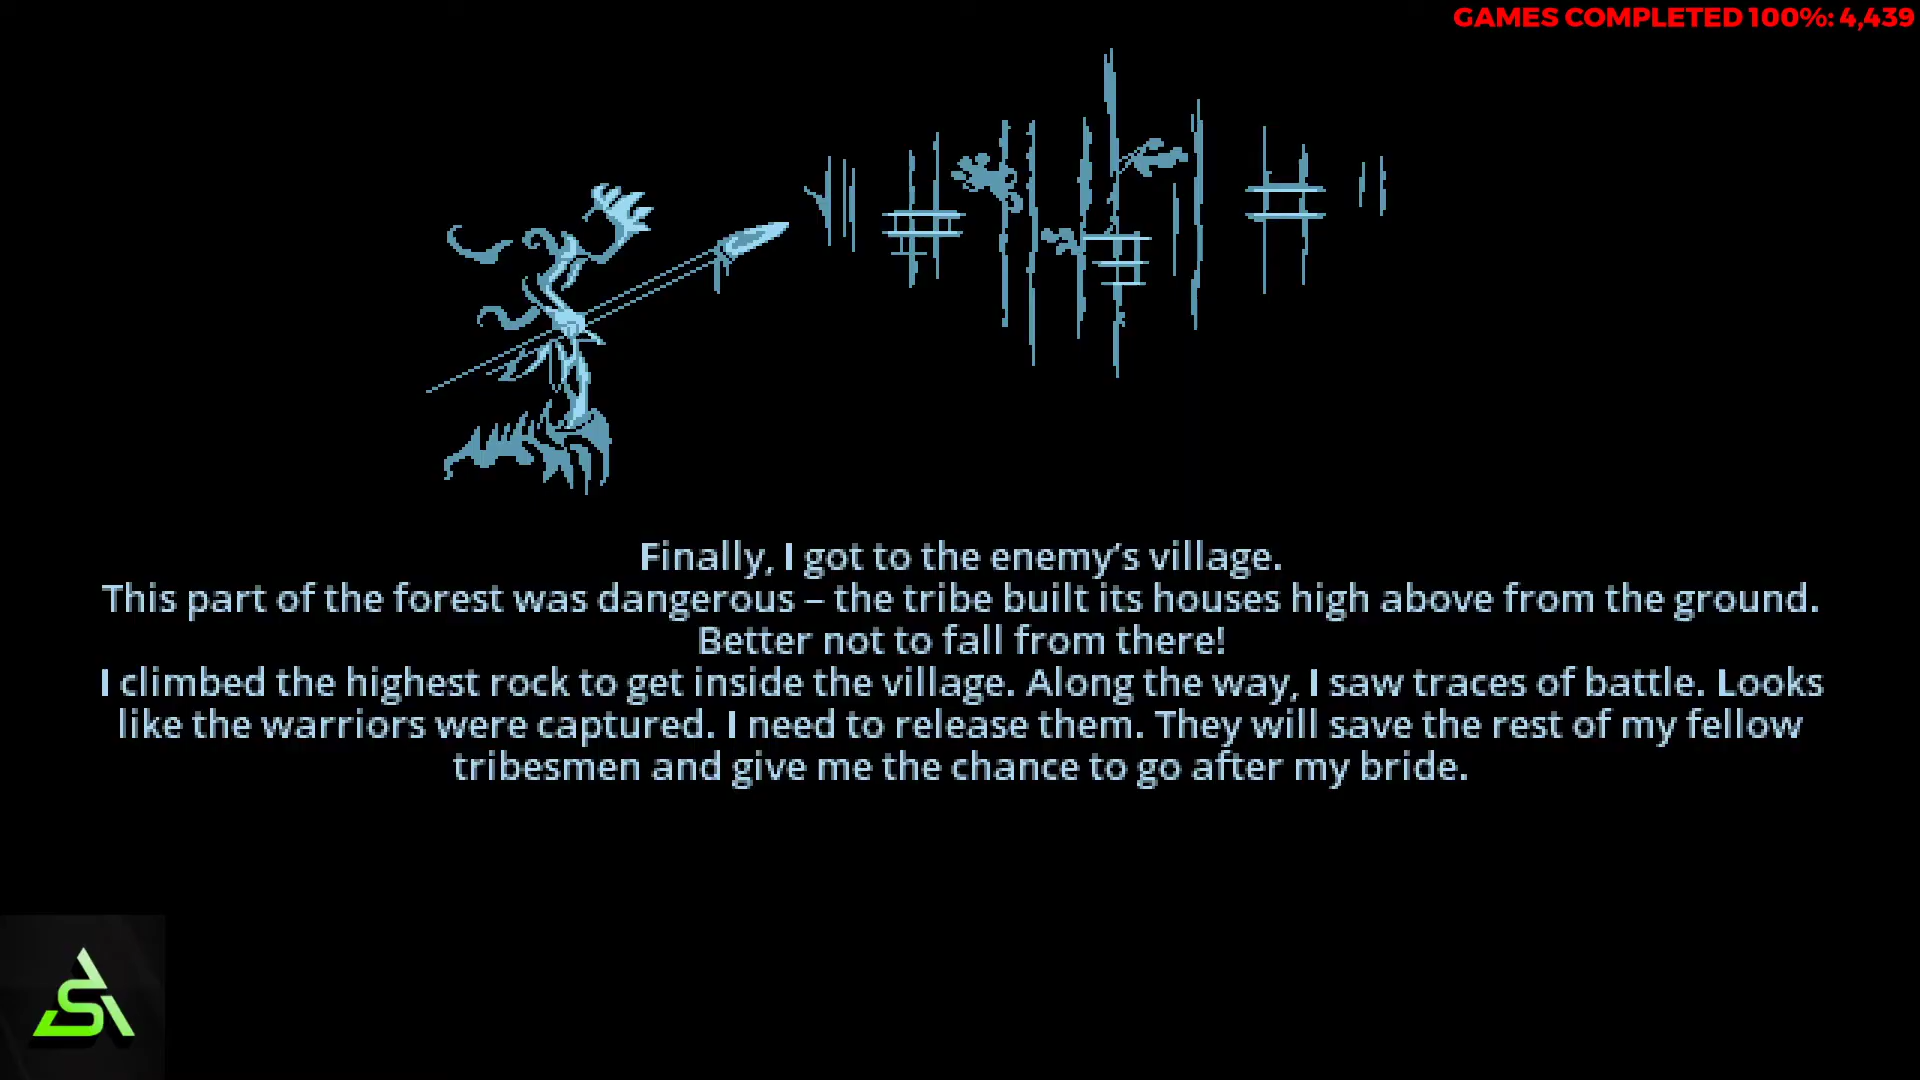 GAMES COMPLETED 100%: 4,439
Finally, I got to the enemy's village.
This part of the forest was dangerous – the tribe built its houses high above from the ground.
Better not to fall from there!
I climbed the highest rock to get inside the village. Along the way, I saw traces of battle. Looks
like the warriors were captured. I need to release them. They will save the rest of my fellow
tribesmen and give me the chance to go after my bride.